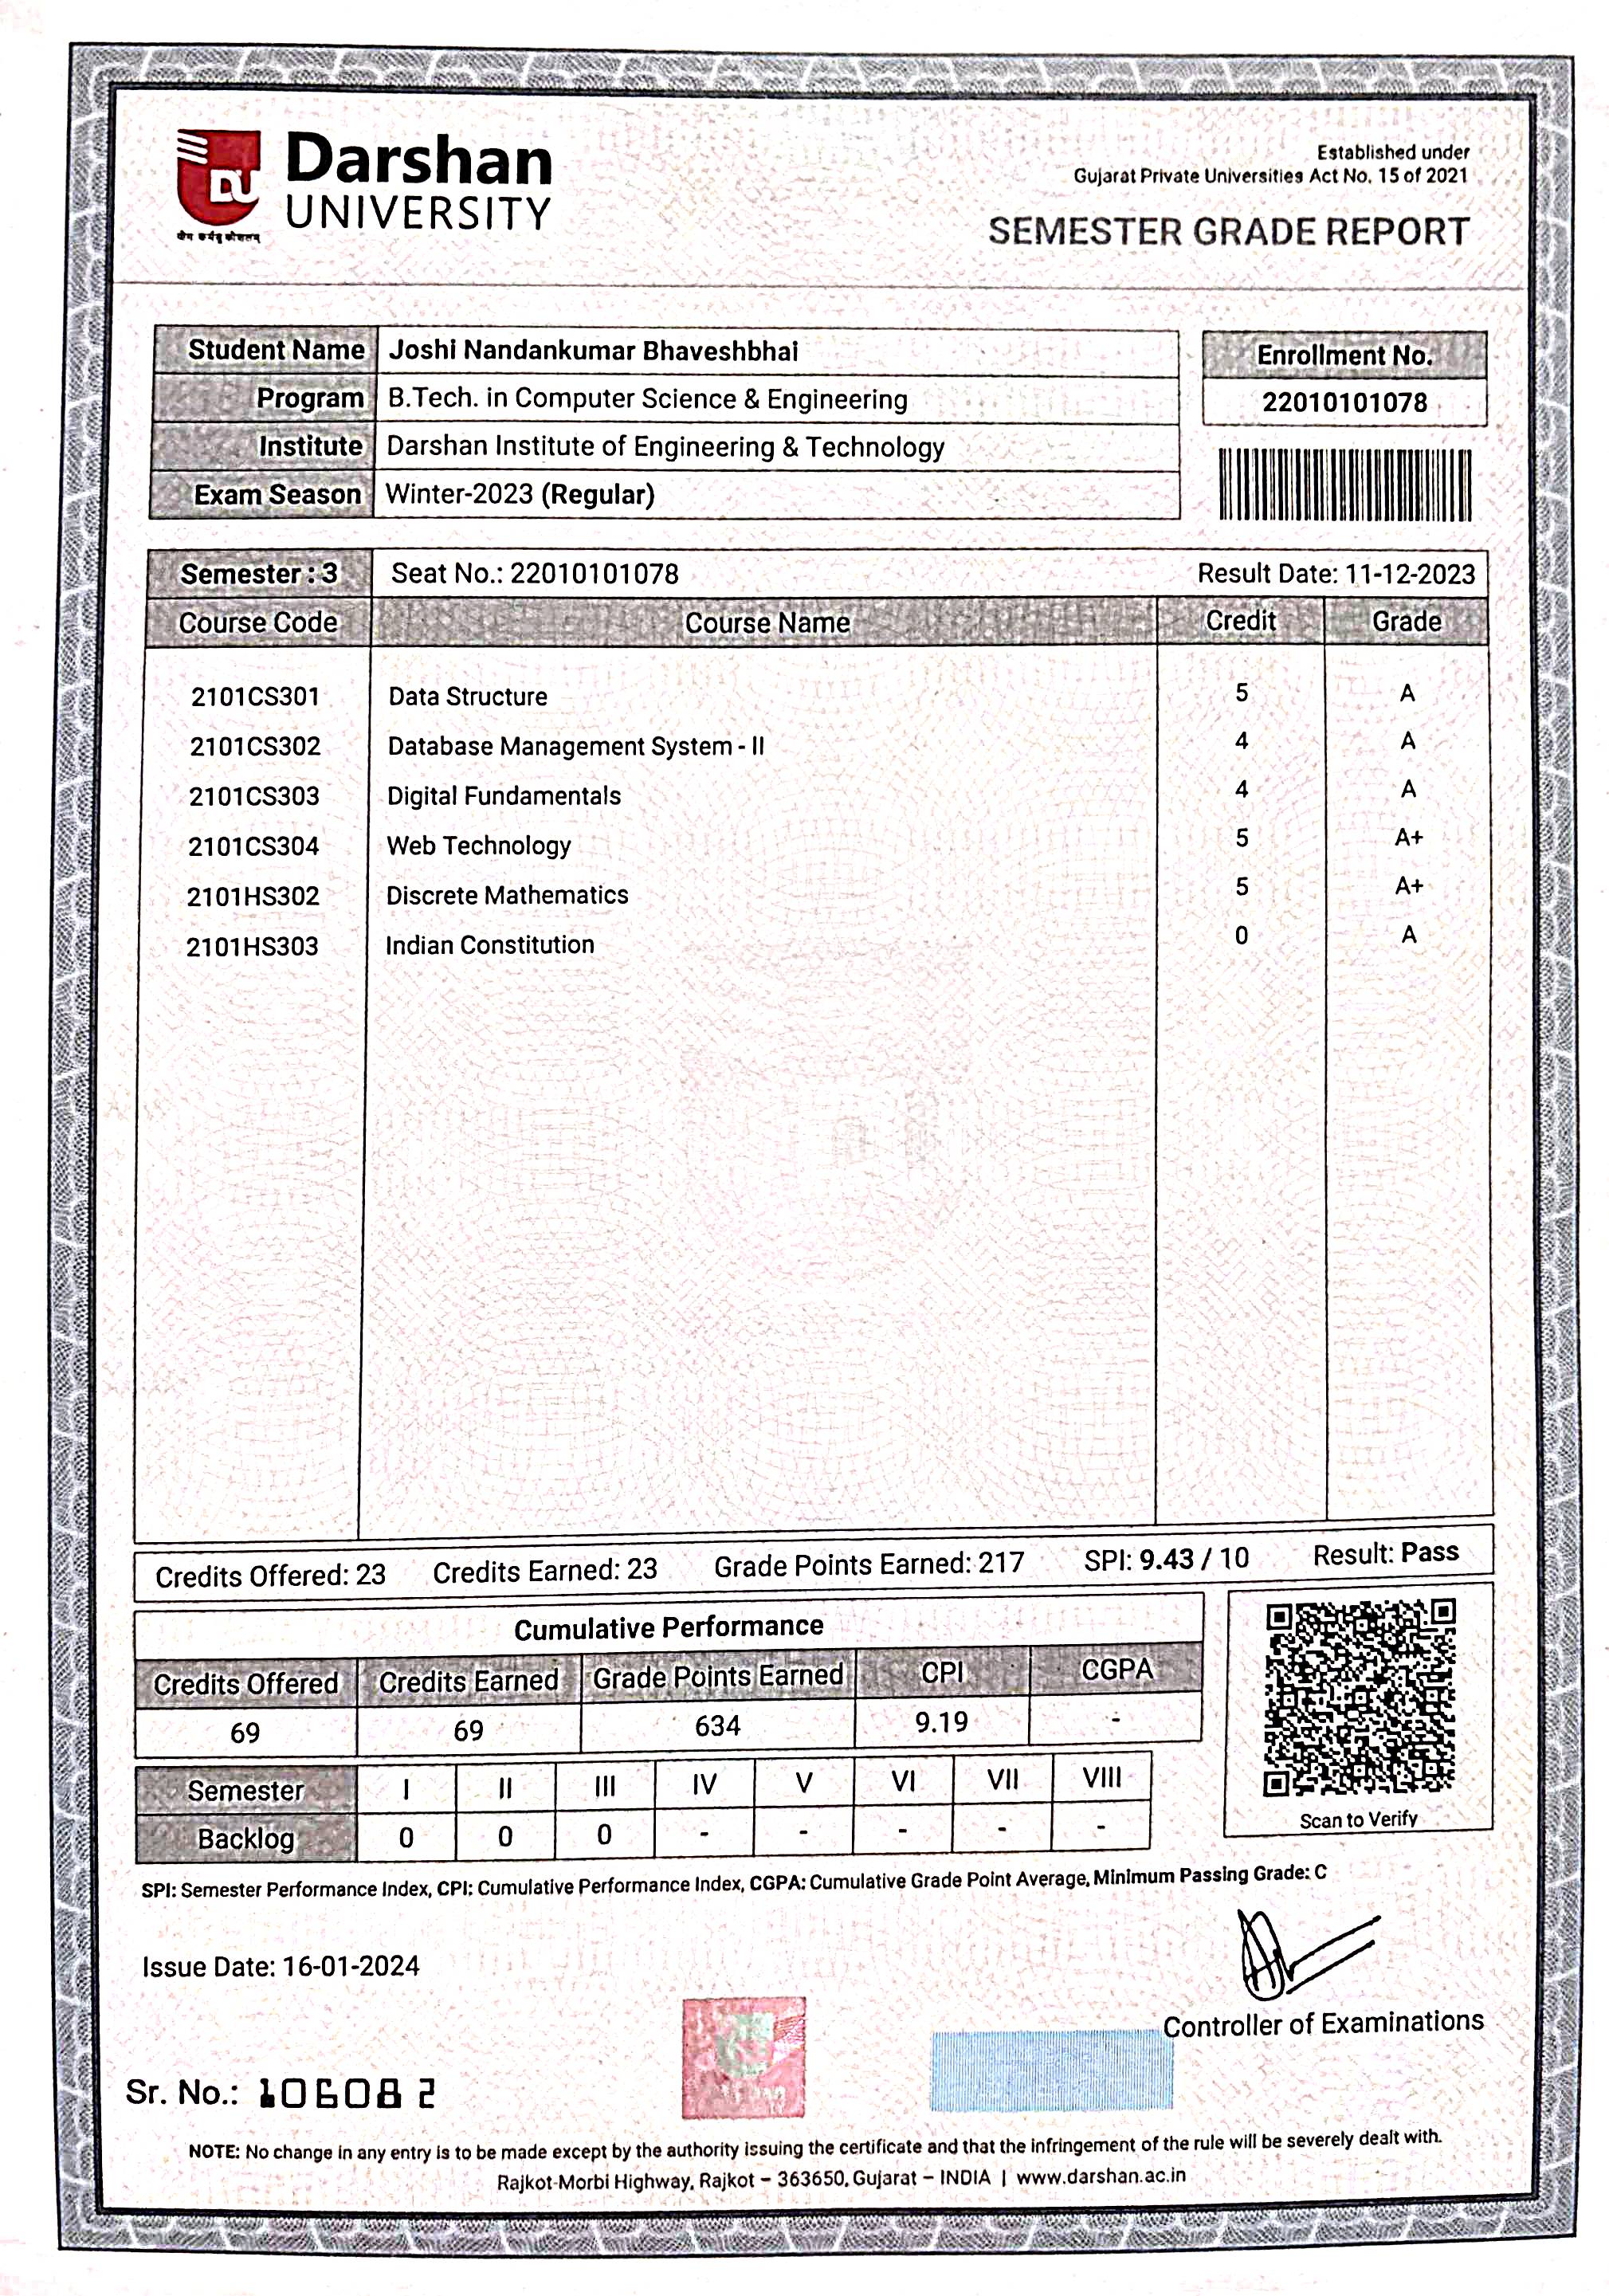 Darshan
UNIVERSITY
DU
योगः कर्मसु कौशलम्
Established under
Gujarat Private Universities Act No. 15 of 2021
SEMESTER GRADE REPORT
Student Name Joshi Nandankumar Bhaveshbhai
Program B.Tech. in Computer Science & Engineering
Institute Darshan Institute of Engineering & Technology
Exam Season Winter-2023 (Regular)
Enrollment No.
22010101078
Semester : 3 Seat No.: 22010101078 Result Date: 11-12-2023
Course Code Course Name Credit Grade
2101CS301 Data Structure 5 A
2101CS302 Database Management System - II 4 A
2101CS303 Digital Fundamentals 4 A
2101CS304 Web Technology 5 A+
2101HS302 Discrete Mathematics 5 A+
2101HS303 Indian Constitution 0 A
Credits Offered: 23 Credits Earned: 23 Grade Points Earned: 217 SPI: 9.43 / 10 Result: Pass
Cumulative Performance
Credits Offered Credits Earned Grade Points Earned CPI CGPA
69 69 634 9.19 -
Semester I II III IV V VI VII VIII
Backlog 0 0 0 - - - - -
Scan to Verify
SPI: Semester Performance Index, CPI: Cumulative Performance Index, CGPA: Cumulative Grade Point Average, Minimum Passing Grade: C
Issue Date: 16-01-2024
Controller of Examinations
Sr. No.: 106082
NOTE: No change in any entry is to be made except by the authority issuing the certificate and that the infringement of the rule will be severely dealt with.
Rajkot-Morbi Highway, Rajkot – 363650, Gujarat – INDIA | www.darshan.ac.in